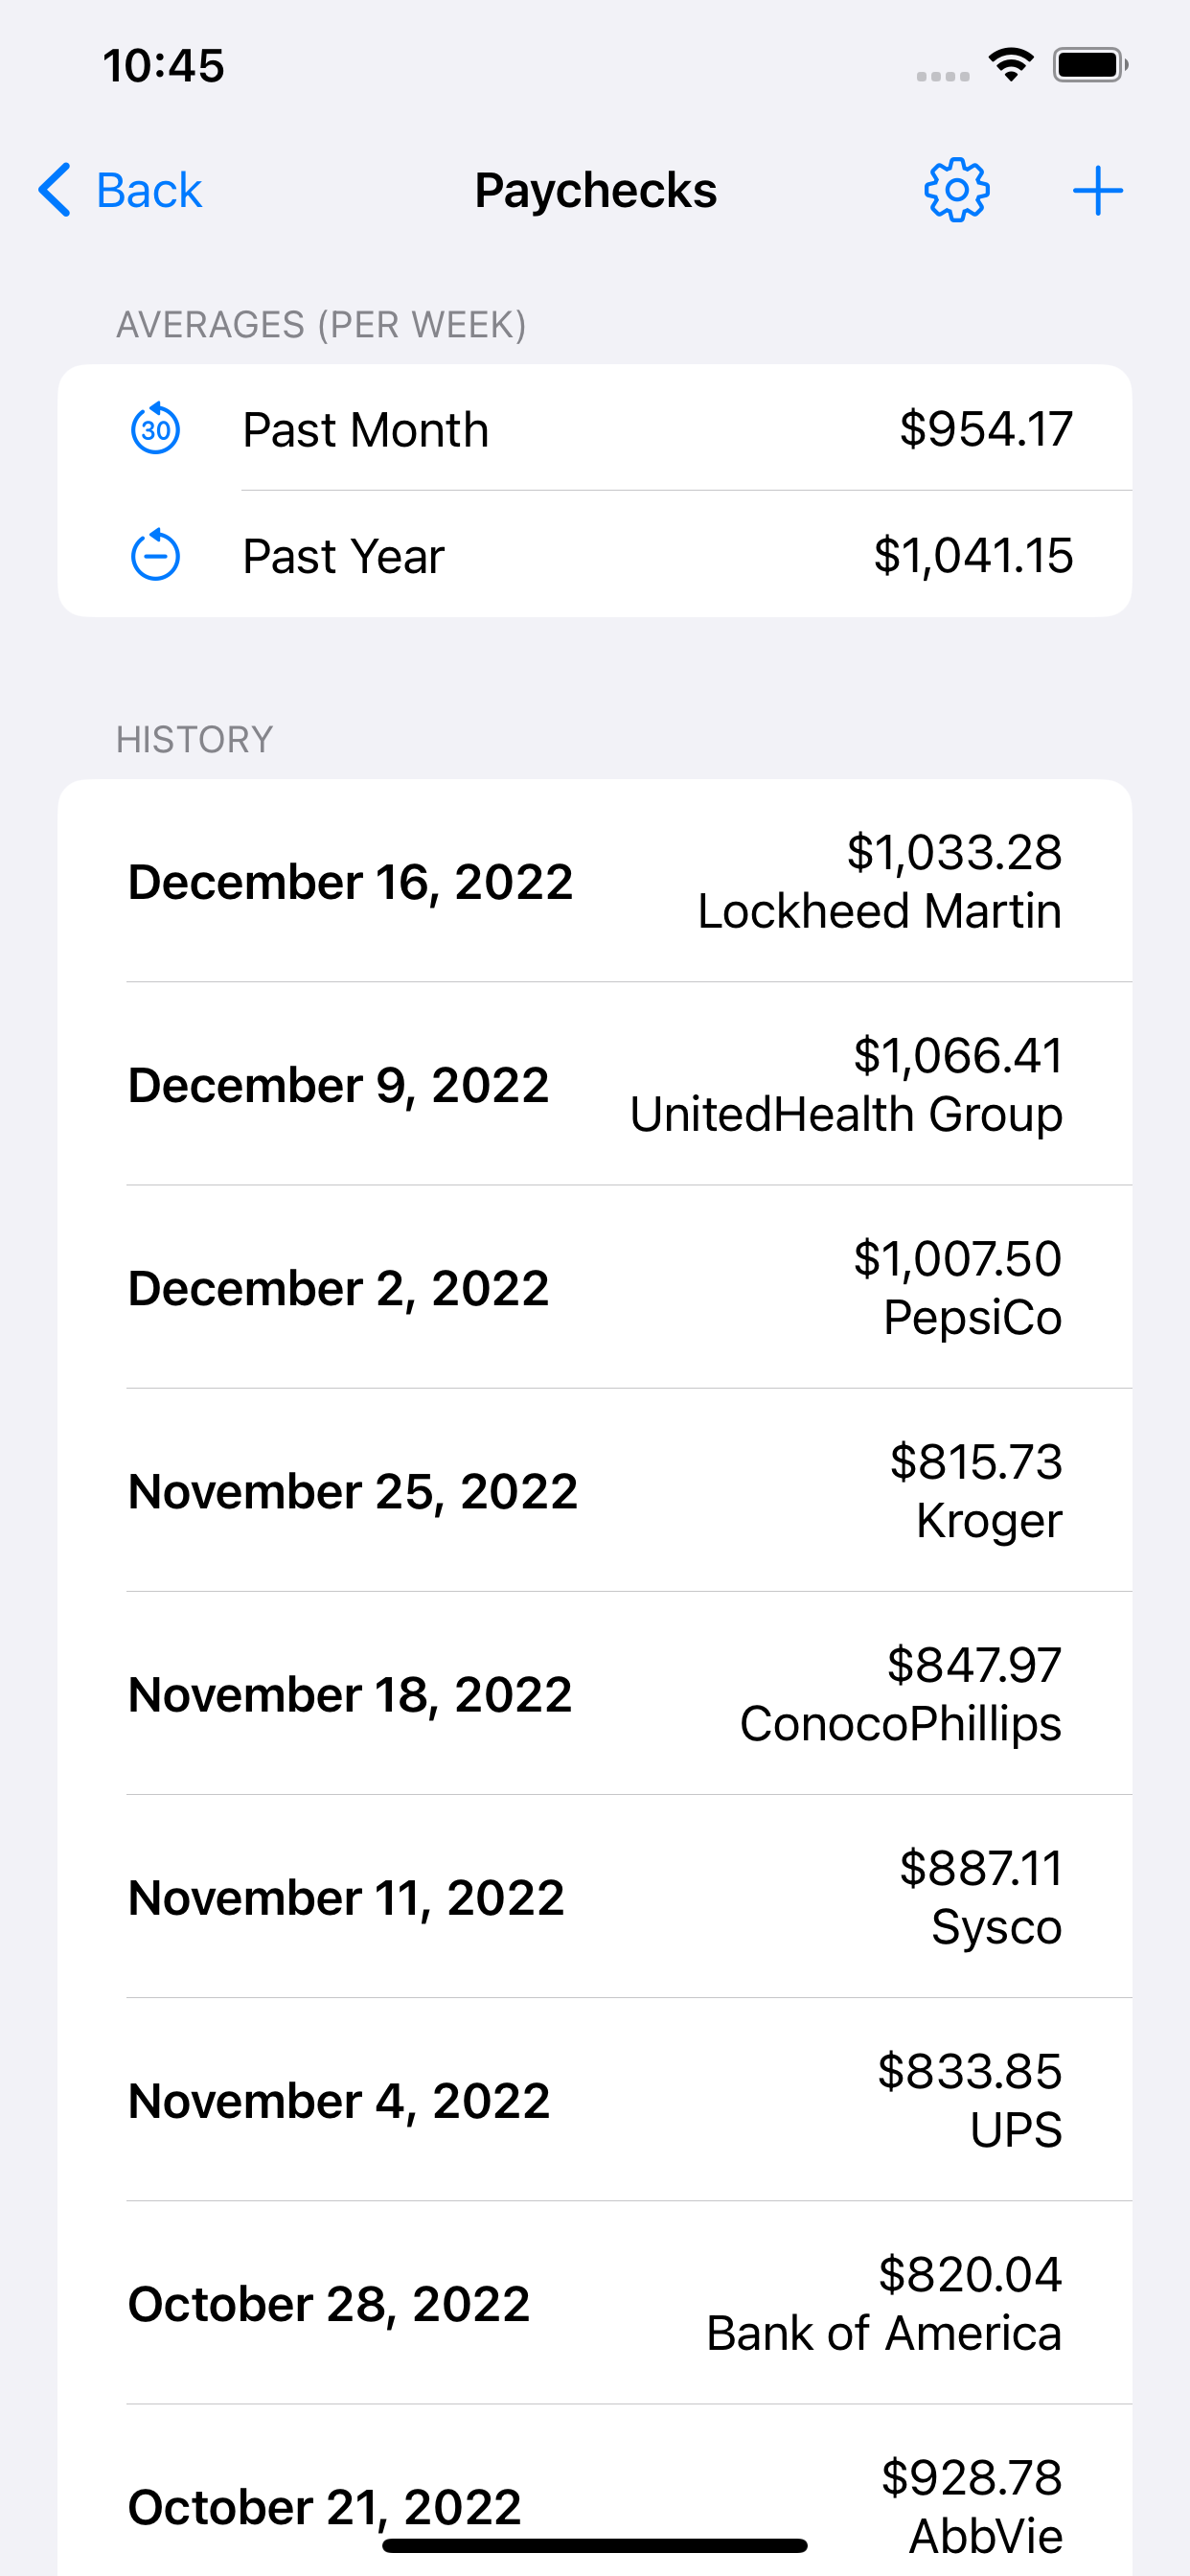 10:45
Back
Paychecks
AVERAGES (PER WEEK)
30
Past Month
$954.17
Past Year
$1,041.15
HISTORY
December 16, 2022
$1,033.28
Lockheed Martin
December 9, 2022
$1,066.41
UnitedHealth Group
December 2, 2022
$1,007.50
PepsiCo
November 25, 2022
$815.73
Kroger
November 18, 2022
$847.97
ConocoPhillips
November 11, 2022
$887.11
Sysco
November 4, 2022
$833.85
UPS
October 28, 2022
$820.04
Bank of America
October 21, 2022
$928.78
AbbVie